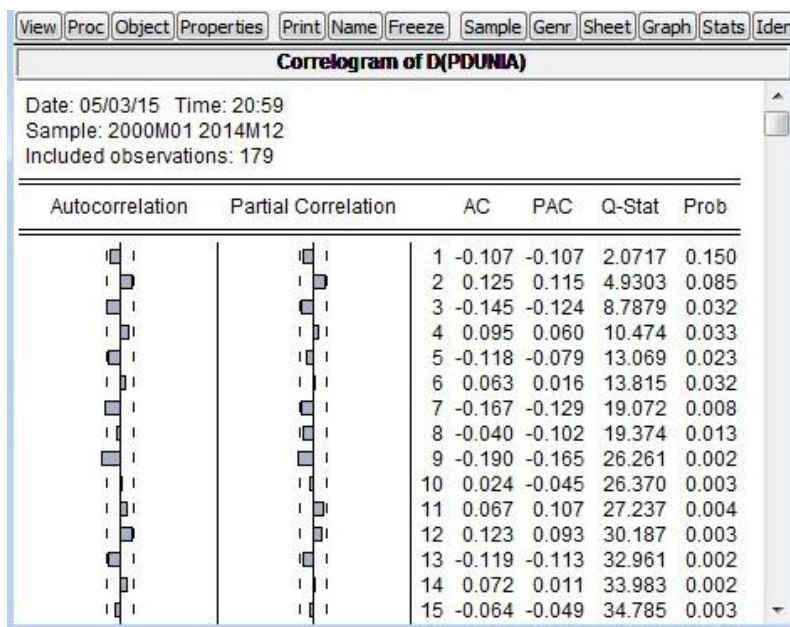 View Proc Object Properties Print Name Freeze Sample Genr Sheet Graph Stats Iden
Correlogram of D(PDUNIA)
Date: 05/03/15 Time: 20:59
Sample: 2000M01 2014M12
Included observations: 179
Autocorrelation Partial Correlation AC PAC Q-Stat Prob
1 -0.107 -0.107 2.0717 0.150
2 0.125 0.115 4.9303 0.085
3 -0.145 -0.124 8.7879 0.032
4 0.095 0.060 10.474 0.033
5 -0.118 -0.079 13.069 0.023
6 0.063 0.016 13.815 0.032
7 -0.167 -0.129 19.072 0.008
8 -0.040 -0.102 19.374 0.013
9 -0.190 -0.165 26.261 0.002
10 0.024 -0.045 26.370 0.003
11 0.067 0.107 27.237 0.004
12 0.123 0.093 30.187 0.003
13 -0.119 -0.113 32.961 0.002
14 0.072 0.011 33.983 0.002
15 -0.064 -0.049 34.785 0.003